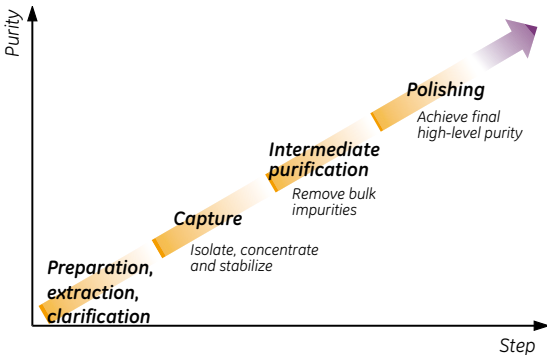 Purity
Polishing
Achieve final
high-level purity
Intermediate
purification
Remove bulk
impurities
Capture
Isolate, concentrate
and stabilize
Preparation,
extraction,
clarification
Step